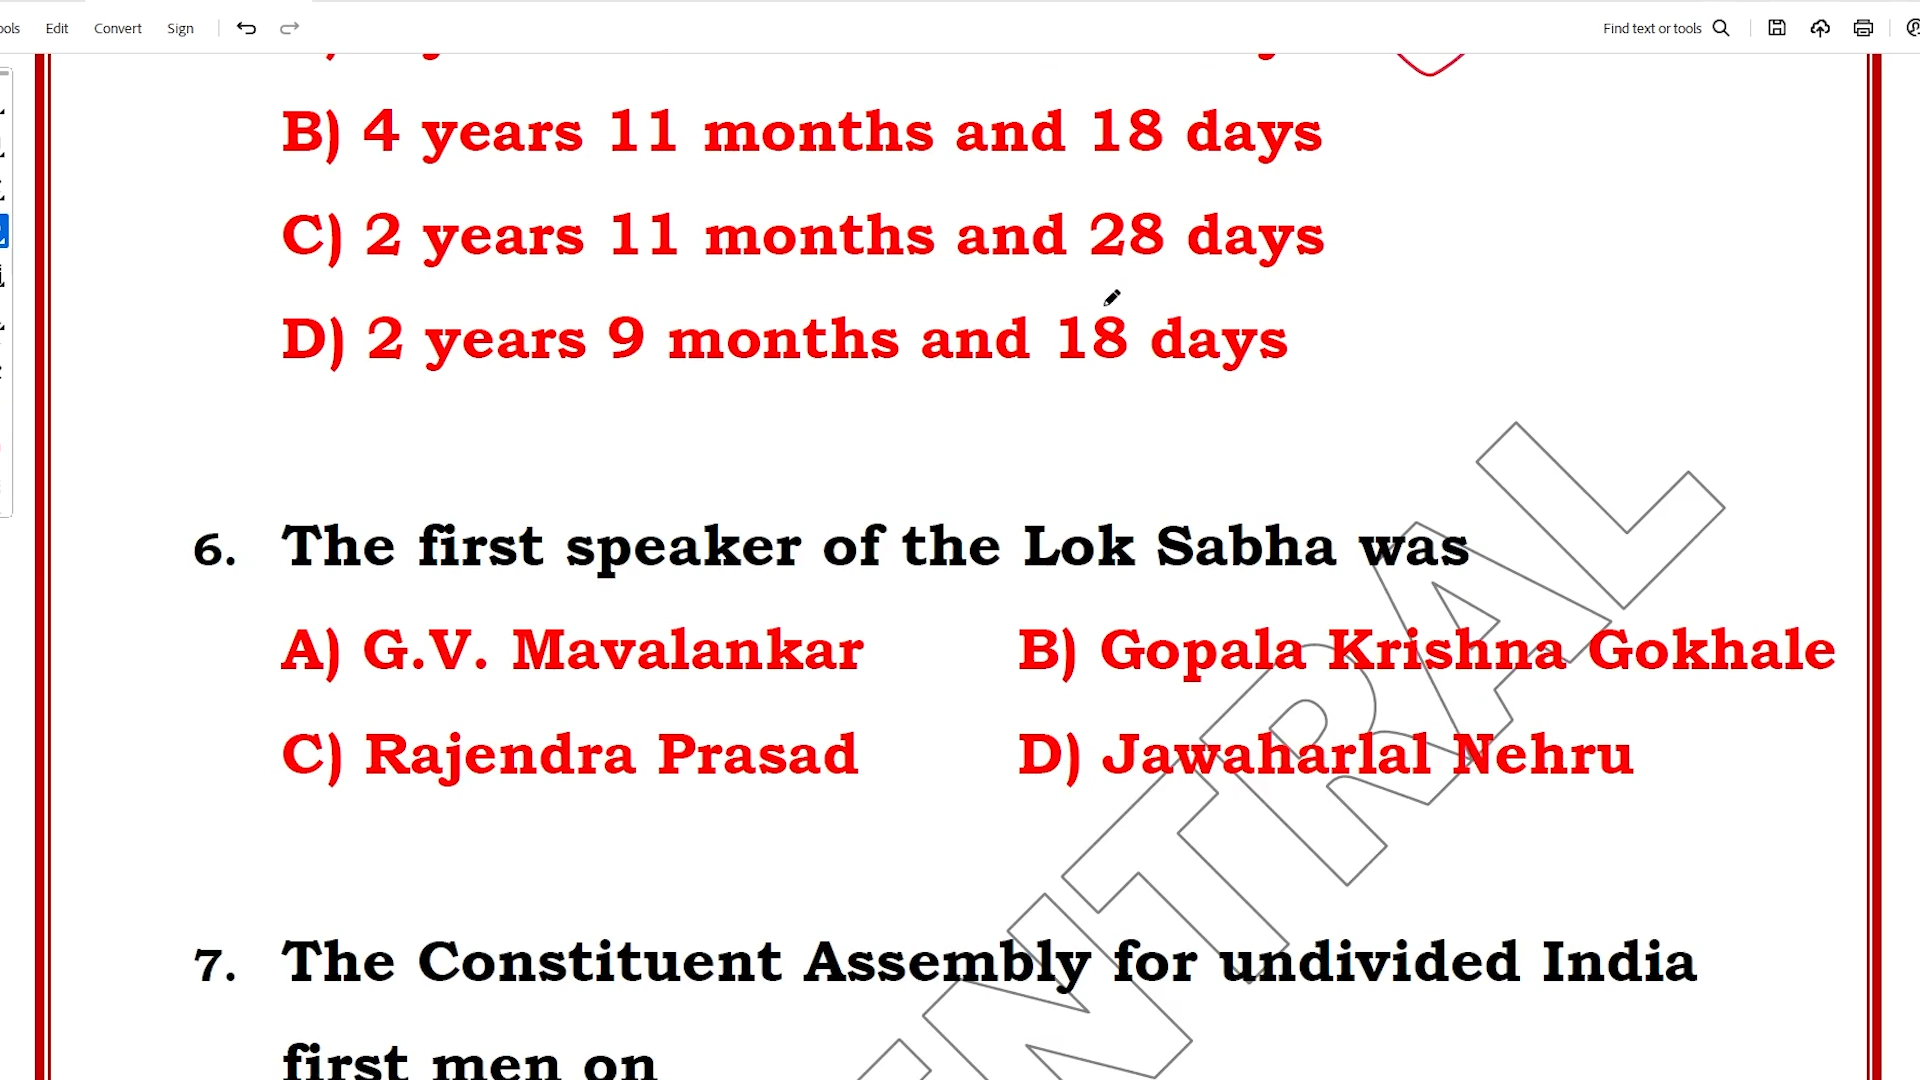 Edit Convert Sign Find text or tools
B) 4 years 11 months and 18 days
C) 2 years 11 months and 28 days
D) 2 years 9 months and 18 days
6. The first speaker of the Lok Sabha was
A) G.V. Mavalankar B) Gopala Krishna Gokhale
C) Rajendra Prasad D) Jawaharlal Nehru
7. The Constituent Assembly for undivided India
first men on